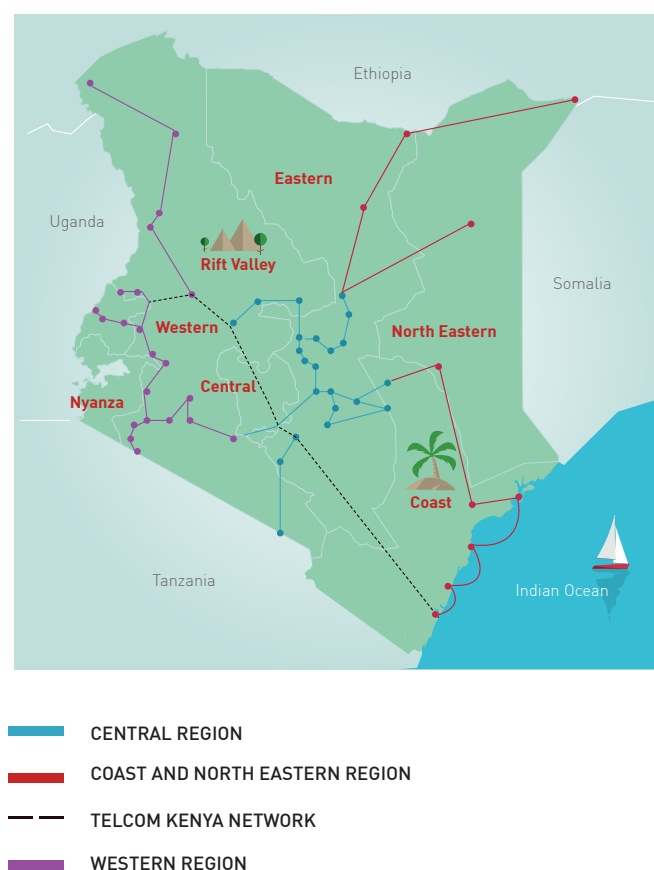 Ethiopia
Eastern
Uganda
Rift Valley
Somalia
Western
North Eastern
Central
Nyanza
Coast
Tanzania
Indian Ocean
CENTRAL REGION
COAST AND NORTH EASTERN REGION
TELCOM KENYA NETWORK
WESTERN REGION